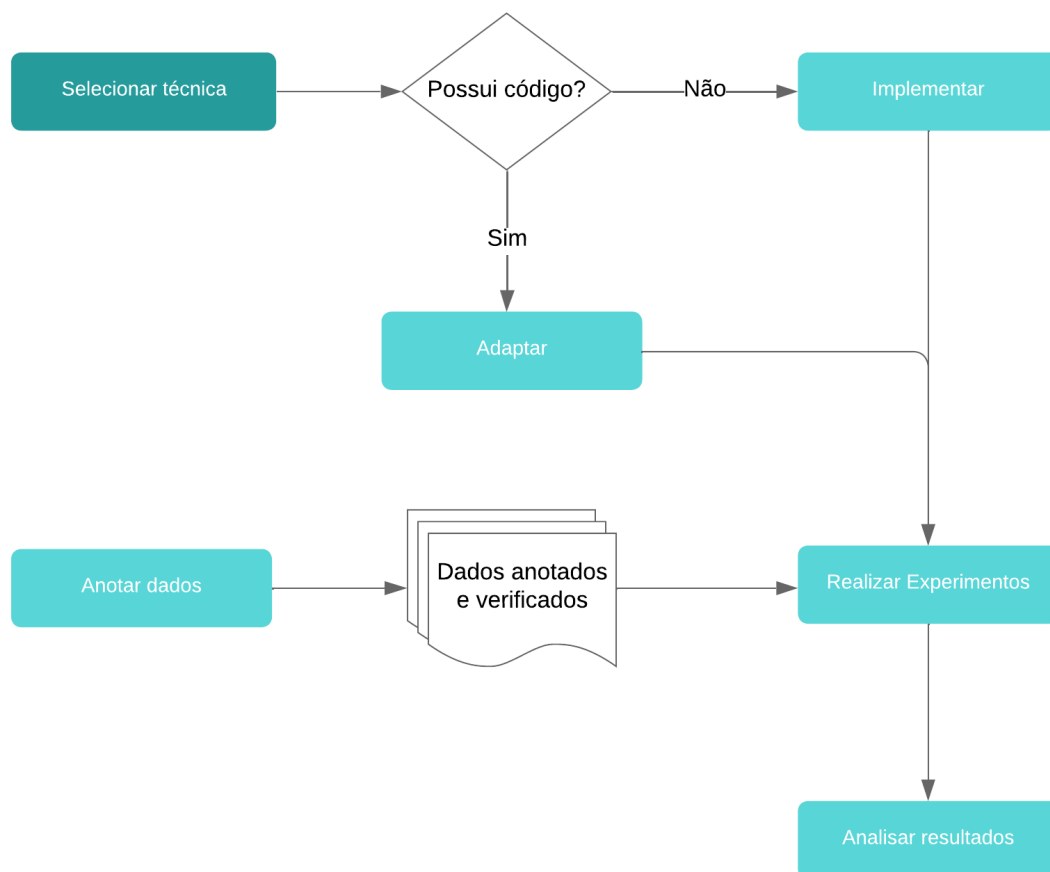 Selecionar técnica
Possui código?
Não
Implementar
Sim
Adaptar
Anotar dados
Dados anotados
e verificados
Realizar Experimentos
Analisar resultados